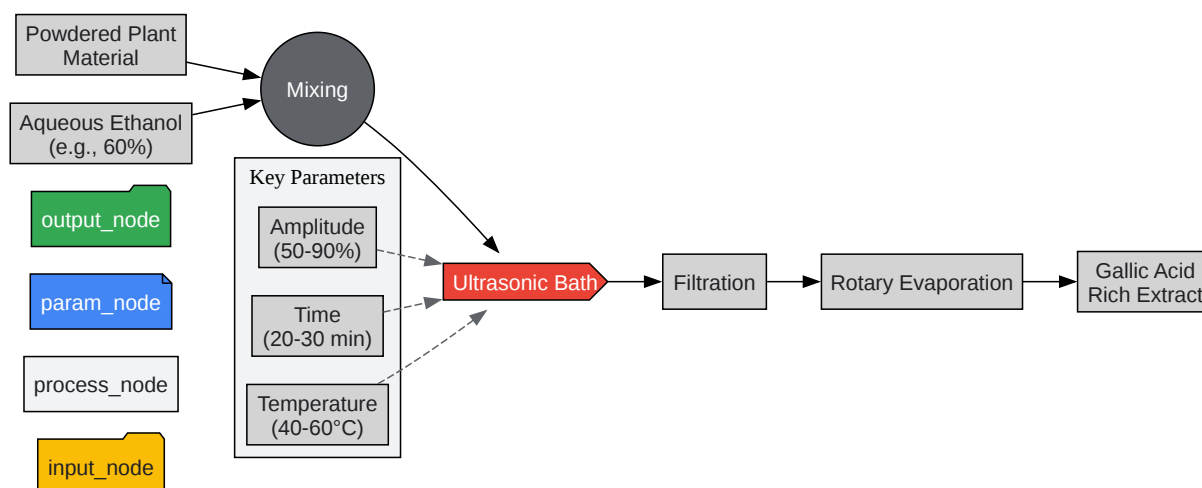 Powdered Plant
Material
Aqueous Ethanol
(e.g., 60%)
Mixing
output_node
param_node
process_node
input_node
Key Parameters
Amplitude
(50-90%)
Time
(20-30 min)
Temperature
(40-60°C)
Ultrasonic Bath
Filtration
Rotary Evaporation
Gallic Acid
Rich Extract